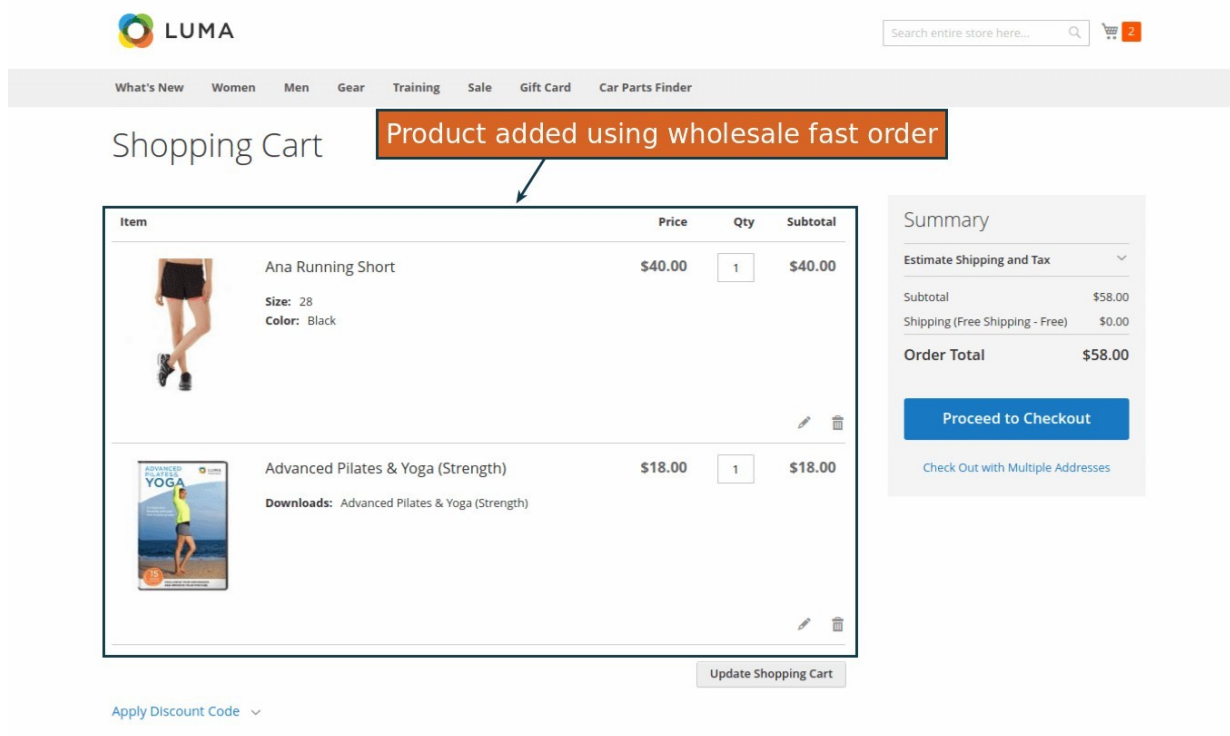 LUMA
Search entire store here...
2
What's New Women Men Gear Training Sale Gift Card Car Parts Finder
Shopping Cart
Product added using wholesale fast order
Item Price Qty Subtotal
Ana Running Short $40.00 1 $40.00
Size: 28
Color: Black
ADVANCED
PILATES &
YOGA
LUMA
15
Advanced Pilates & Yoga (Strength) $18.00 1 $18.00
Downloads: Advanced Pilates & Yoga (Strength)
Update Shopping Cart
Apply Discount Code
Summary
Estimate Shipping and Tax
Subtotal $58.00
Shipping (Free Shipping - Free) $0.00
Order Total $58.00
Proceed to Checkout
Check Out with Multiple Addresses